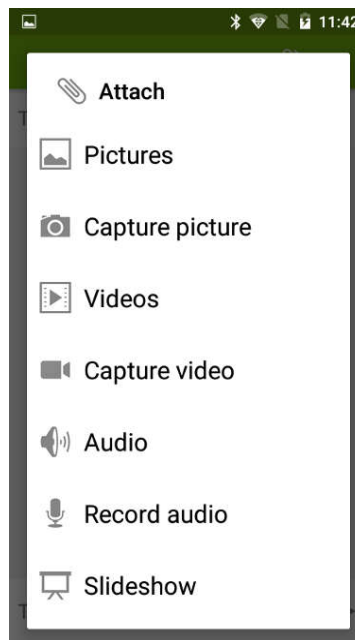 11:42
Attach
T
Pictures
Capture picture
Videos
Capture video
Audio
Record audio
Slideshow
T